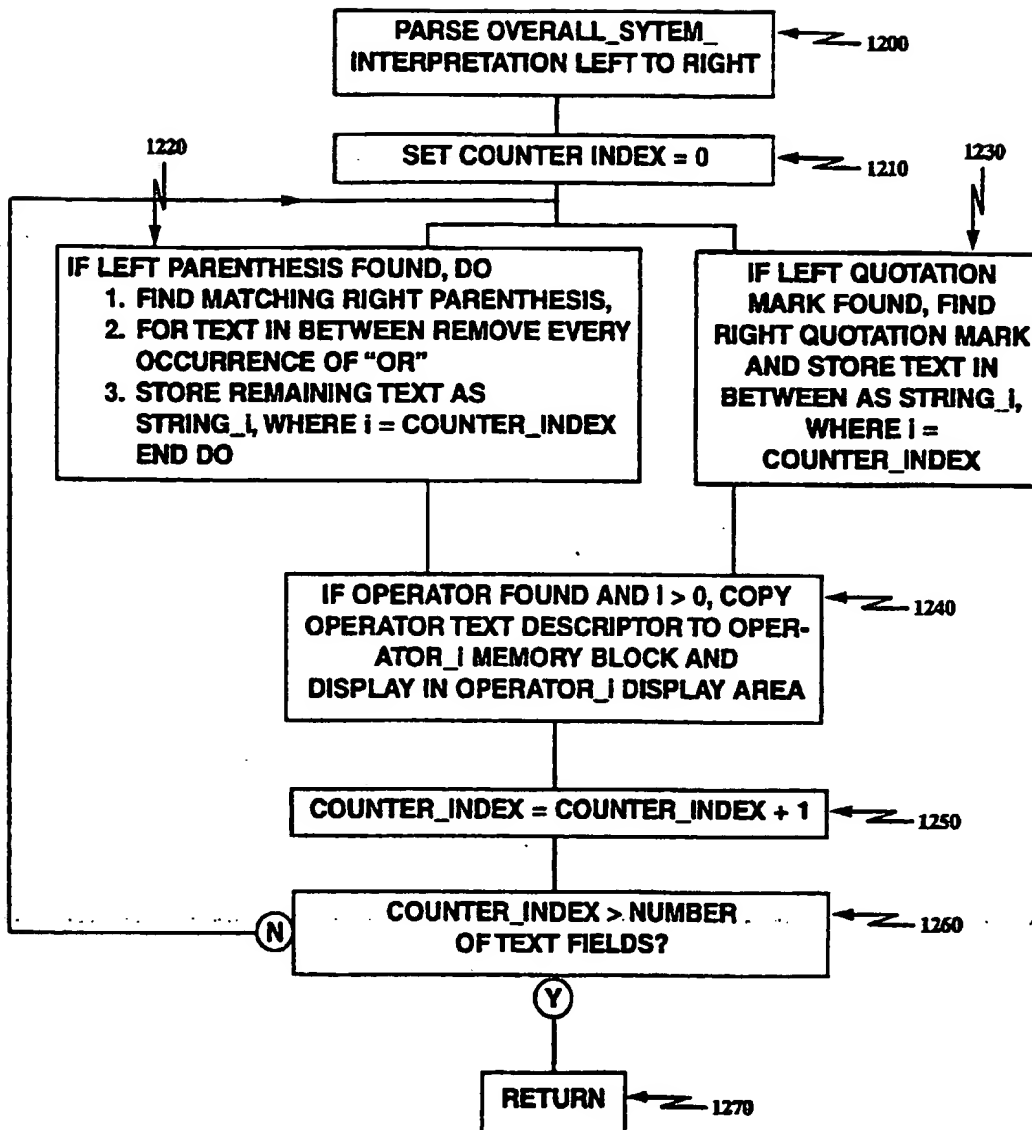 PARSE OVERALL_SYTEM_
INTERPRETATION LEFT TO RIGHT
1200
SET COUNTER INDEX = 0
1210
1220
1230
IF LEFT PARENTHESIS FOUND, DO
1. FIND MATCHING RIGHT PARENTHESIS,
2. FOR TEXT IN BETWEEN REMOVE EVERY
OCCURRENCE OF "OR"
3. STORE REMAINING TEXT AS
STRING_i, WHERE i = COUNTER_INDEX
END DO
IF LEFT QUOTATION
MARK FOUND, FIND
RIGHT QUOTATION MARK
AND STORE TEXT IN
BETWEEN AS STRING_i,
WHERE i =
COUNTER_INDEX
IF OPERATOR FOUND AND I > 0, COPY
OPERATOR TEXT DESCRIPTOR TO OPER-
ATOR_i MEMORY BLOCK AND
DISPLAY IN OPERATOR_i DISPLAY AREA
1240
COUNTER_INDEX = COUNTER_INDEX + 1
1250
COUNTER_INDEX > NUMBER
OF TEXT FIELDS?
1260
N
Y
RETURN
1270